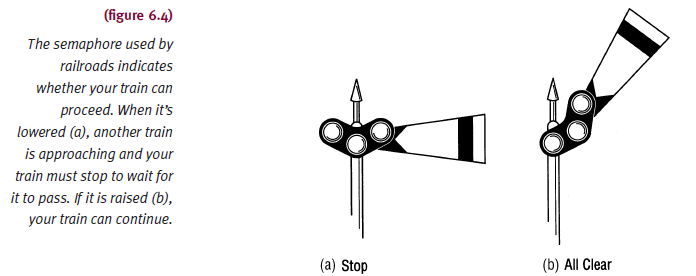 (figure 6.4)
The semaphore used by
railroads indicates
whether your train can
proceed. When it's
lowered (a), another train
is approaching and your
train must stop to wait for
it to pass. If it is raised (b),
your train can continue.
(a) Stop
(b) All Clear